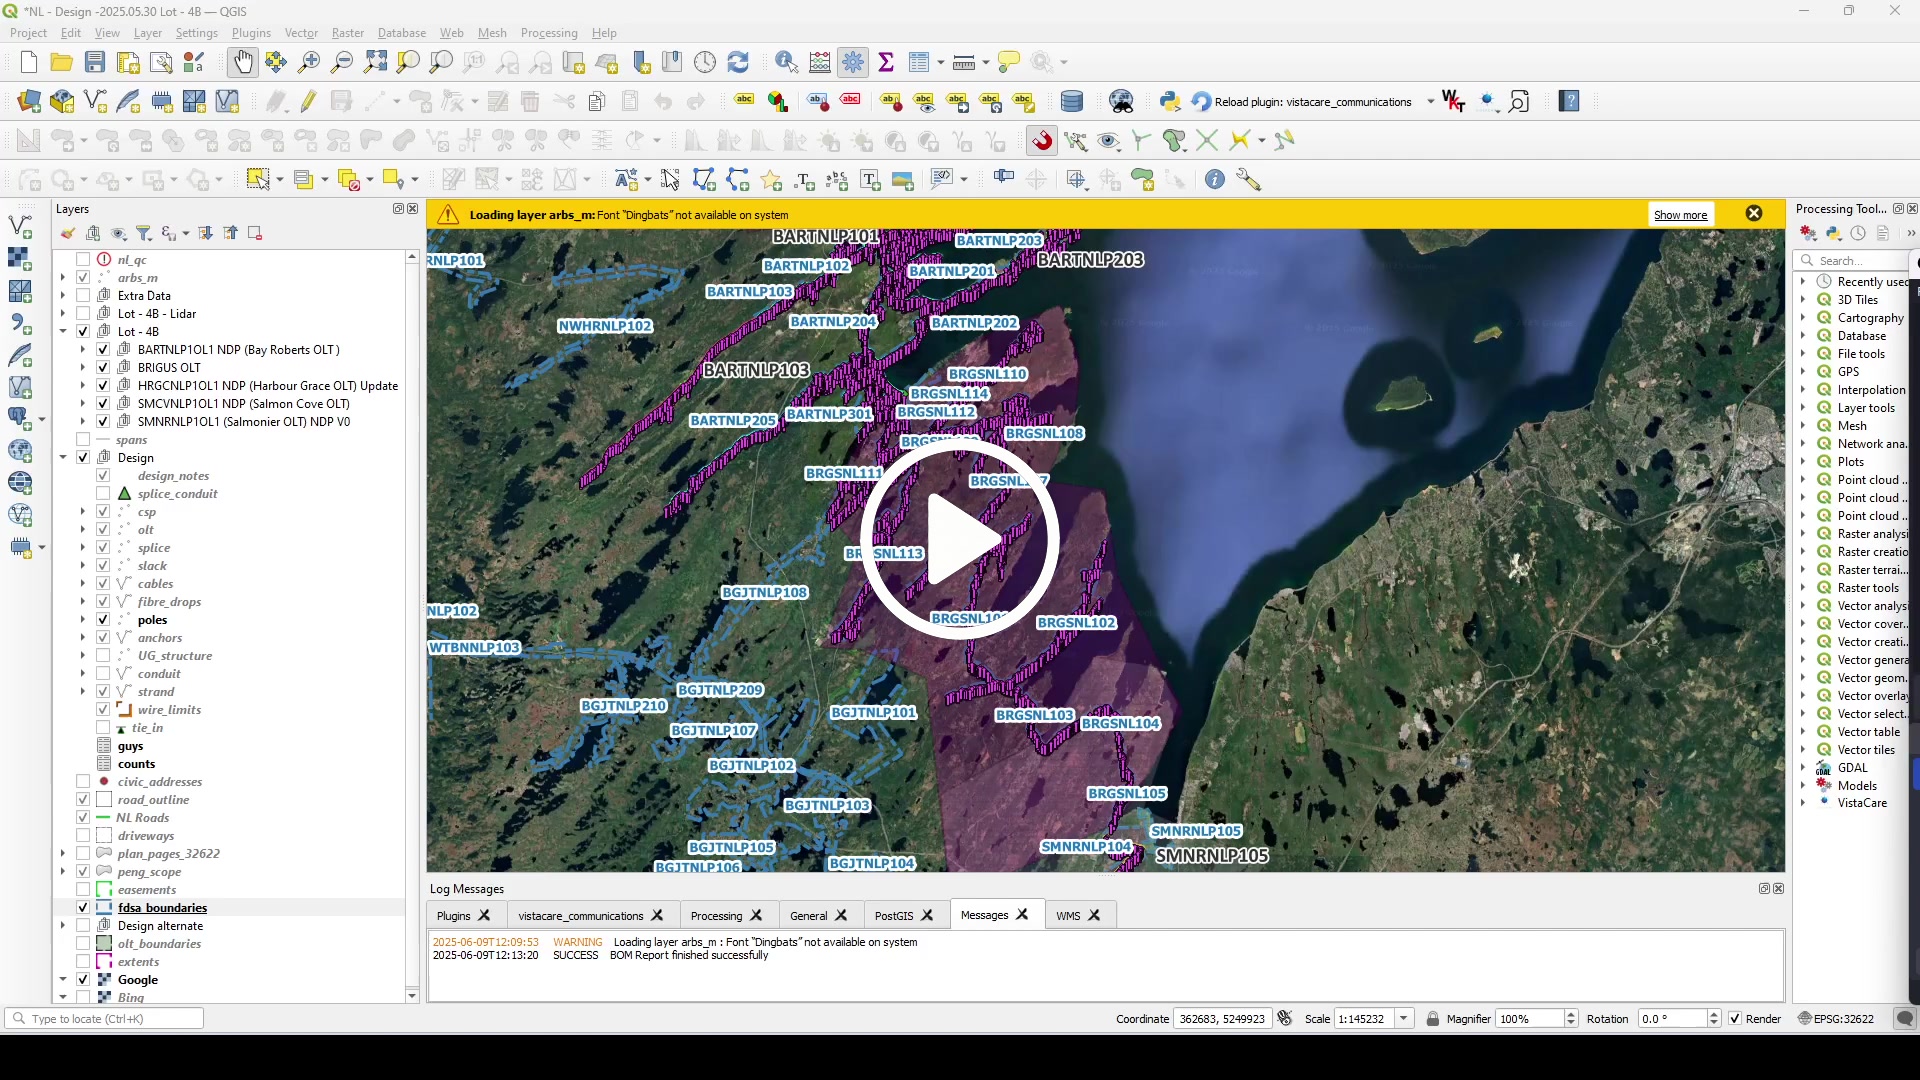 *NL - Design -2025.05.30 Lot - 4B — QGIS
Project Edit View Layer Settings Plugins Vector Raster Database Web Mesh Processing Help
Reload plugin: vistacare_communications
Layers
nl_qc
arbs_m
Extra Data
Lot - 4B - Lidar
Lot - 4B
BARTNLP1OL1 NDP (Bay Roberts OLT )
BRIGUS OLT
HRGCNLP1OL1 NDP (Harbour Grace OLT) Update
SMCVNLP1OL1 NDP (Salmon Cove OLT)
SMNRNLP1OL1 (Salmonier OLT) NDP V0
spans
Design
design_notes
splice_conduit
csp
olt
splice
slack
cables
fibre_drops
poles
anchors
UG_structure
conduit
strand
wire_limits
tie_in
guys
counts
civic_addresses
road_outline
NL Roads
driveways
plan_pages_32622
peng_scope
easements
fdsa_boundaries
Design alternate
olt_boundaries
extents
Google
Bing
Type to locate (Ctrl+K)
Loading layer arbs_m: Font “Dingbats” not available on system
Show more
BARTNLP101
BARTNLP203
RNLP101
BARTNLP102
BARTNLP201
BARTNLP203
BARTNLP103
NWHRNLP102
BARTNLP204
BARTNLP202
BARTNLP103
BRGSNL110
BRGSNL114
BRGSNL112
BARTNLP205
BARTNLP301
BRGSNL108
BRGSNL111
BRGSNL113
BGJTNLP108
NLP102
BRGSNL102
WTBNNLP103
BGJTNLP209
BGJTNLP210
BGJTNLP101
BRGSNL103
BRGSNL104
BGJTNLP107
BGJTNLP102
BRGSNL105
BGJTNLP103
SMNRNLP105
BGJTNLP105
SMNRNLP104
SMNRNLP105
BGJTNLP106
BGJTNLP104
Log Messages
Plugins vistacare_communications Processing General PostGIS Messages WMS
2025-06-09T12:09:53 WARNING Loading layer arbs_m : Font “Dingbats” not available on system
2025-06-09T12:13:20 SUCCESS BOM Report finished successfully
Coordinate 362683, 5249923 Scale 1:145232 Magnifier 100% Rotation 0.0 ° Render EPSG:32622
Processing Tool...
Search...
Recently used
3D Tiles
Cartography
Database
File tools
GPS
Interpolation
Layer tools
Mesh
Network ana...
Plots
Point cloud ...
Point cloud ...
Point cloud ...
Raster analysi
Raster creatio
Raster terrai...
Raster tools
Vector analysi
Vector cover...
Vector creati...
Vector genera
Vector geom...
Vector overlay
Vector select...
Vector table
Vector tiles
GDAL
Models
VistaCare